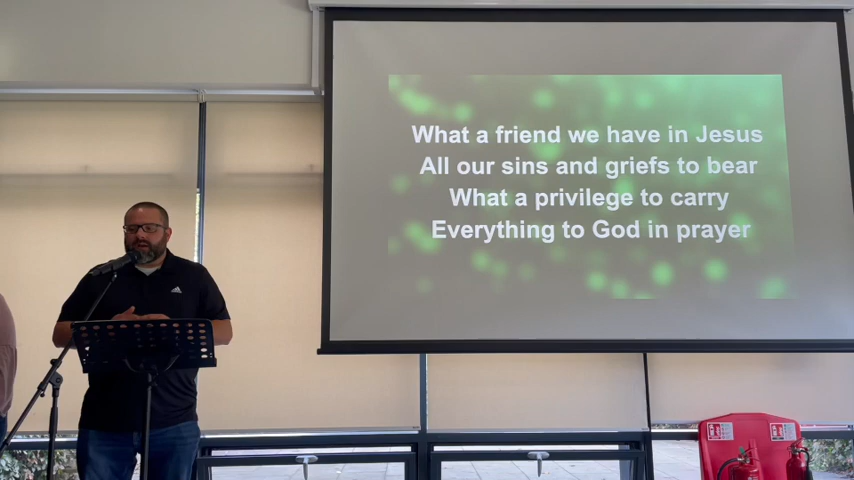 What a friend we have in Jesus
All our sins and griefs to bear
What a privilege to carry
Everything to God in prayer
adidas